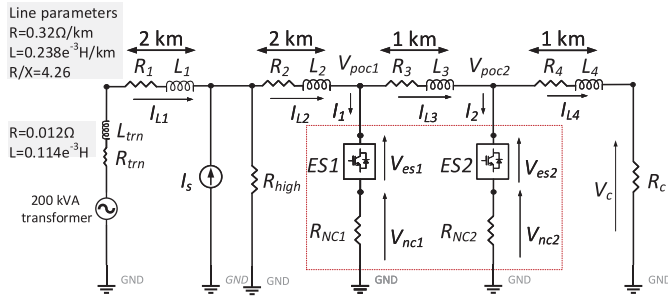 Line parameters
R=0.32Ω/km
L=0.238e⁻³H/km
R/X=4.26
2 km
2 km
1 km
1 km
R1 L1
R2 L2
Vpoc1
R3 L3
Vpoc2
R4 L4
IL1
IL2
I1
IL3
I2
IL4
R=0.012Ω
L=0.114e⁻³H
Ltrn
Rtrn
200 kVA
transformer
Is
Rhigh
ES1
Ves1
ES2
Ves2
RNC1
Vnc1
RNC2
Vnc2
Vc
Rc
GND
GND
GND
GND
GND
GND